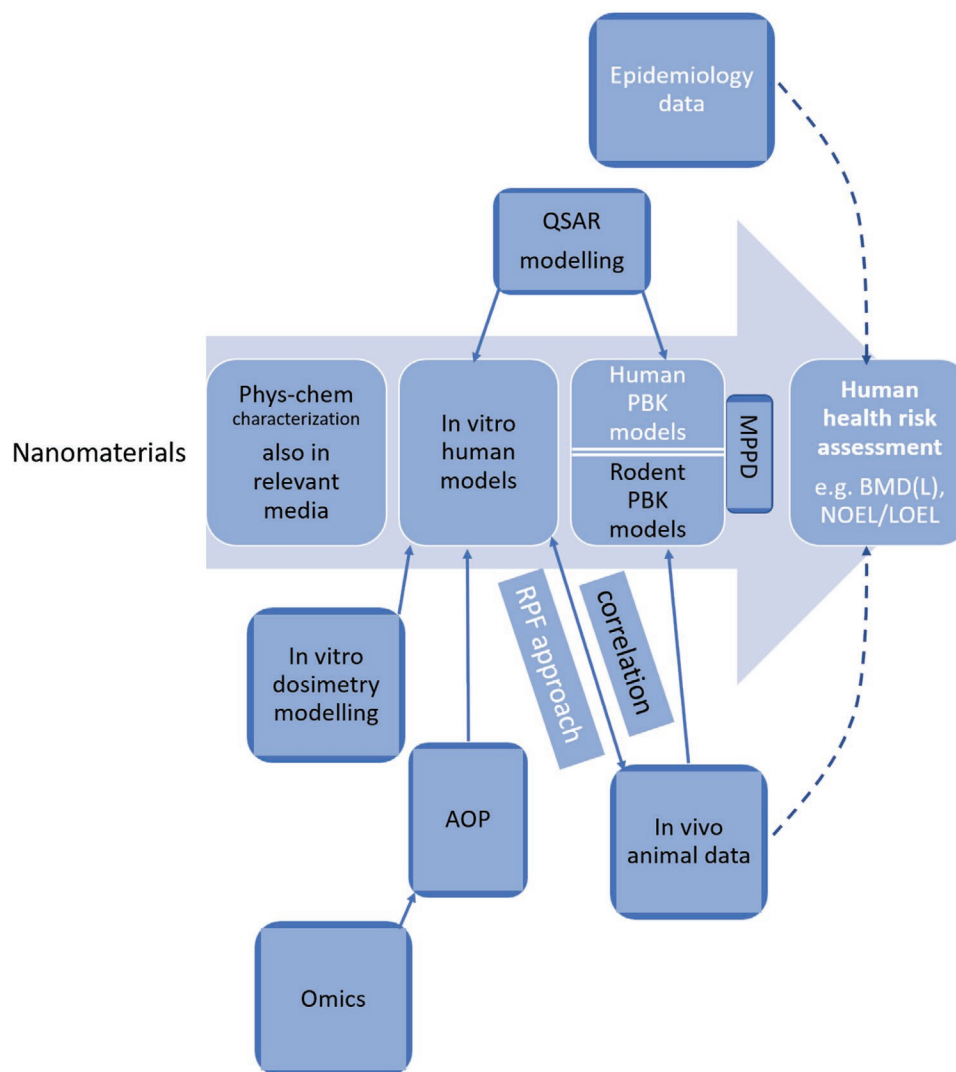 Epidemiology
data
QSAR
modelling
Nanomaterials
Phys-chem
characterization
also in
relevant
media
In vitro
human
models
Human
PBK
models
Rodent
PBK
models
MPPD
Human
health risk
assessment
e.g. BMD(L),
NOEL/LOEL
RPF approach
correlation
In vitro
dosimetry
modelling
AOP
In vivo
animal data
Omics